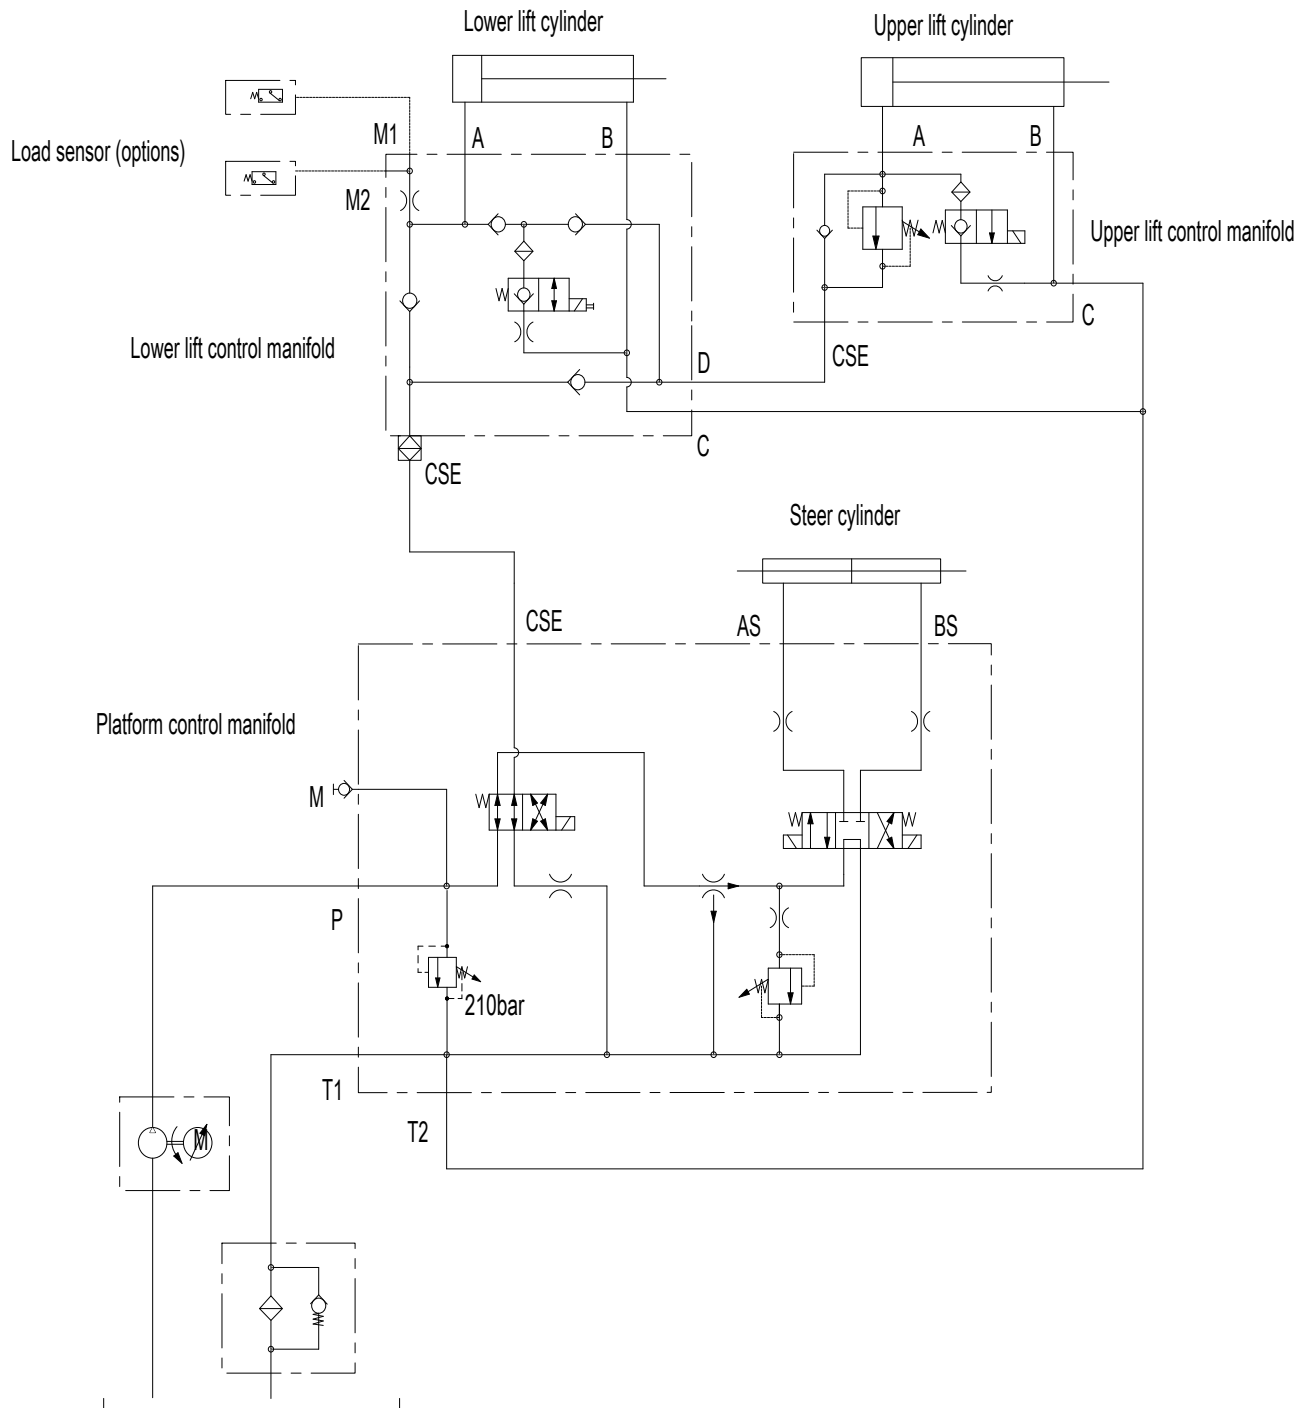 Lower lift cylinder
Upper lift cylinder
Load sensor (options)
M1
A
B
A
B
M2
Upper lift control manifold
C
Lower lift control manifold
D
CSE
C
CSE
Steer cylinder
CSE
AS
BS
Platform control manifold
M
P
210bar
T1
T2
M